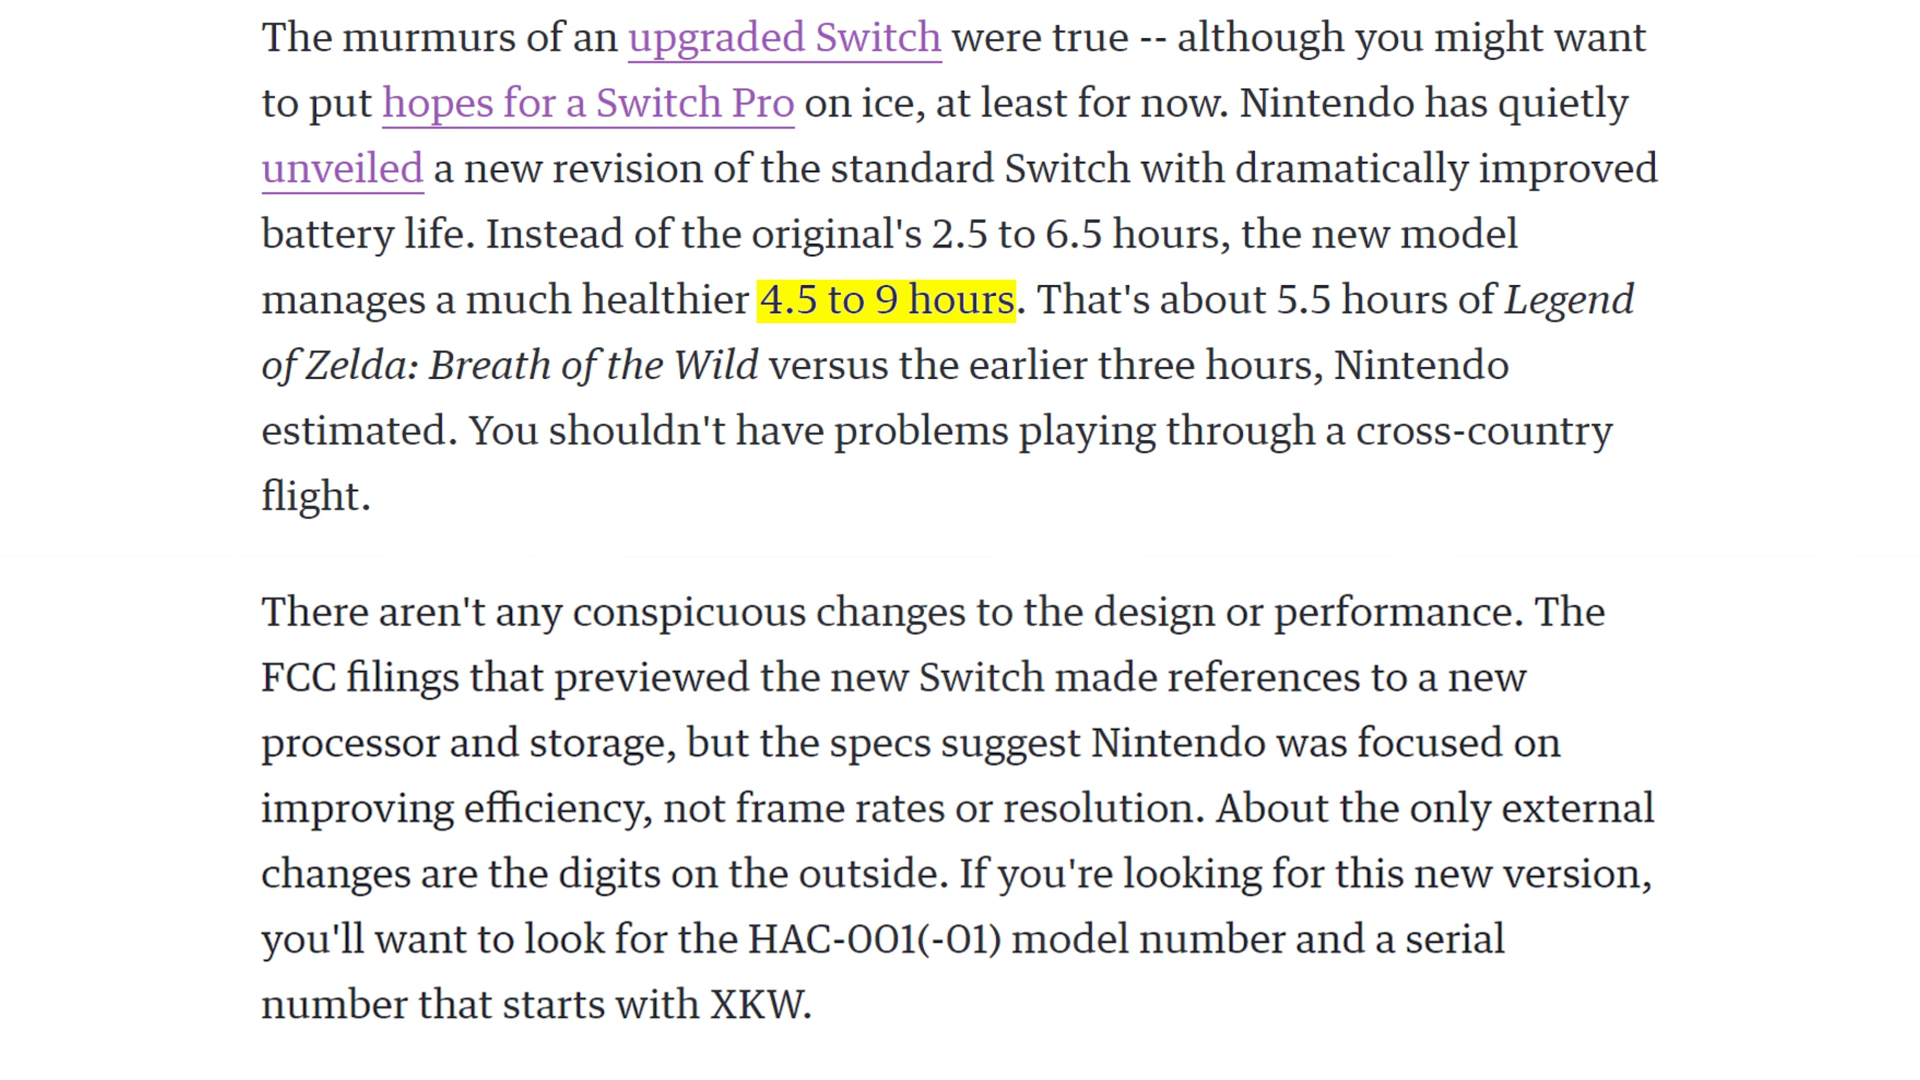 The murmurs of an upgraded Switch were true -- although you might want
to put hopes for a Switch Pro on ice, at least for now. Nintendo has quietly
unveiled a new revision of the standard Switch with dramatically improved
battery life. Instead of the original's 2.5 to 6.5 hours, the new model
manages a much healthier 4.5 to 9 hours. That's about 5.5 hours of Legend
of Zelda: Breath of the Wild versus the earlier three hours, Nintendo
estimated. You shouldn't have problems playing through a cross-country
flight.
There aren't any conspicuous changes to the design or performance. The
FCC filings that previewed the new Switch made references to a new
processor and storage, but the specs suggest Nintendo was focused on
improving efficiency, not frame rates or resolution. About the only external
changes are the digits on the outside. If you're looking for this new version,
you'll want to look for the HAC-001(-01) model number and a serial
number that starts with XKW.